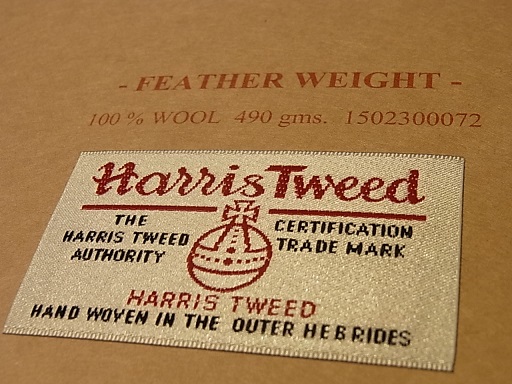 - FEATHER WEIGHT -
100 % WOOL 490 gms. 1502300072
Harris Tweed
THE
HARRIS TWEED
AUTHORITY
CERTIFICATION
TRADE MARK
HARRIS TWEED
HAND WOVEN IN THE OUTER HEBRIDES